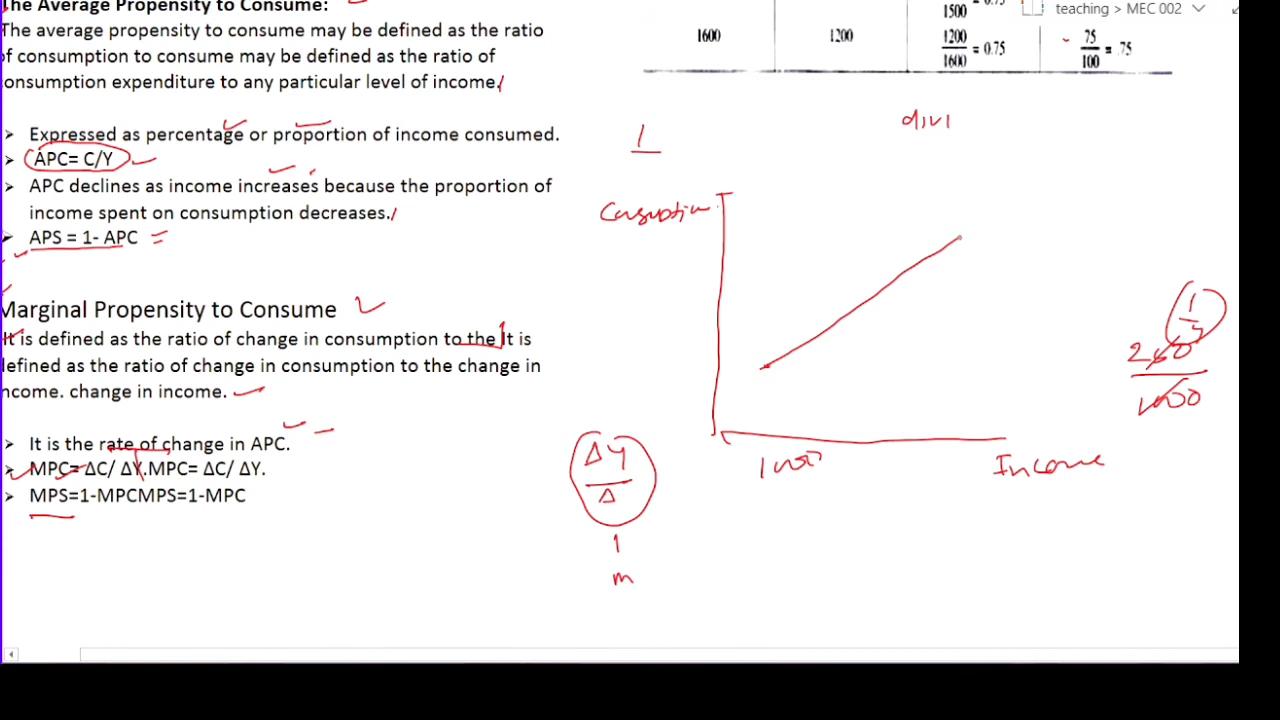 The Average Propensity to Consume:
The average propensity to consume may be defined as the ratio
of consumption to consume may be defined as the ratio of
consumption expenditure to any particular level of income.
➢ Expressed as percentage or proportion of income consumed.
➢ APC= C/Y
➢ APC declines as income increases because the proportion of
income spent on consumption decreases.
➢ APS = 1- APC
Marginal Propensity to Consume
It is defined as the ratio of change in consumption to the It is
defined as the ratio of change in consumption to the change in
income. change in income.
➢ It is the rate of change in APC.
➢ MPC= ΔC/ ΔY.MPC= ΔC/ ΔY.
➢ MPS=1-MPCMPS=1-MPC
teaching > MEC 002
1500
1600 1200 1200/1600 = 0.75 75/100 = .75
divi
1
Income
ΔY
Δ
1
m